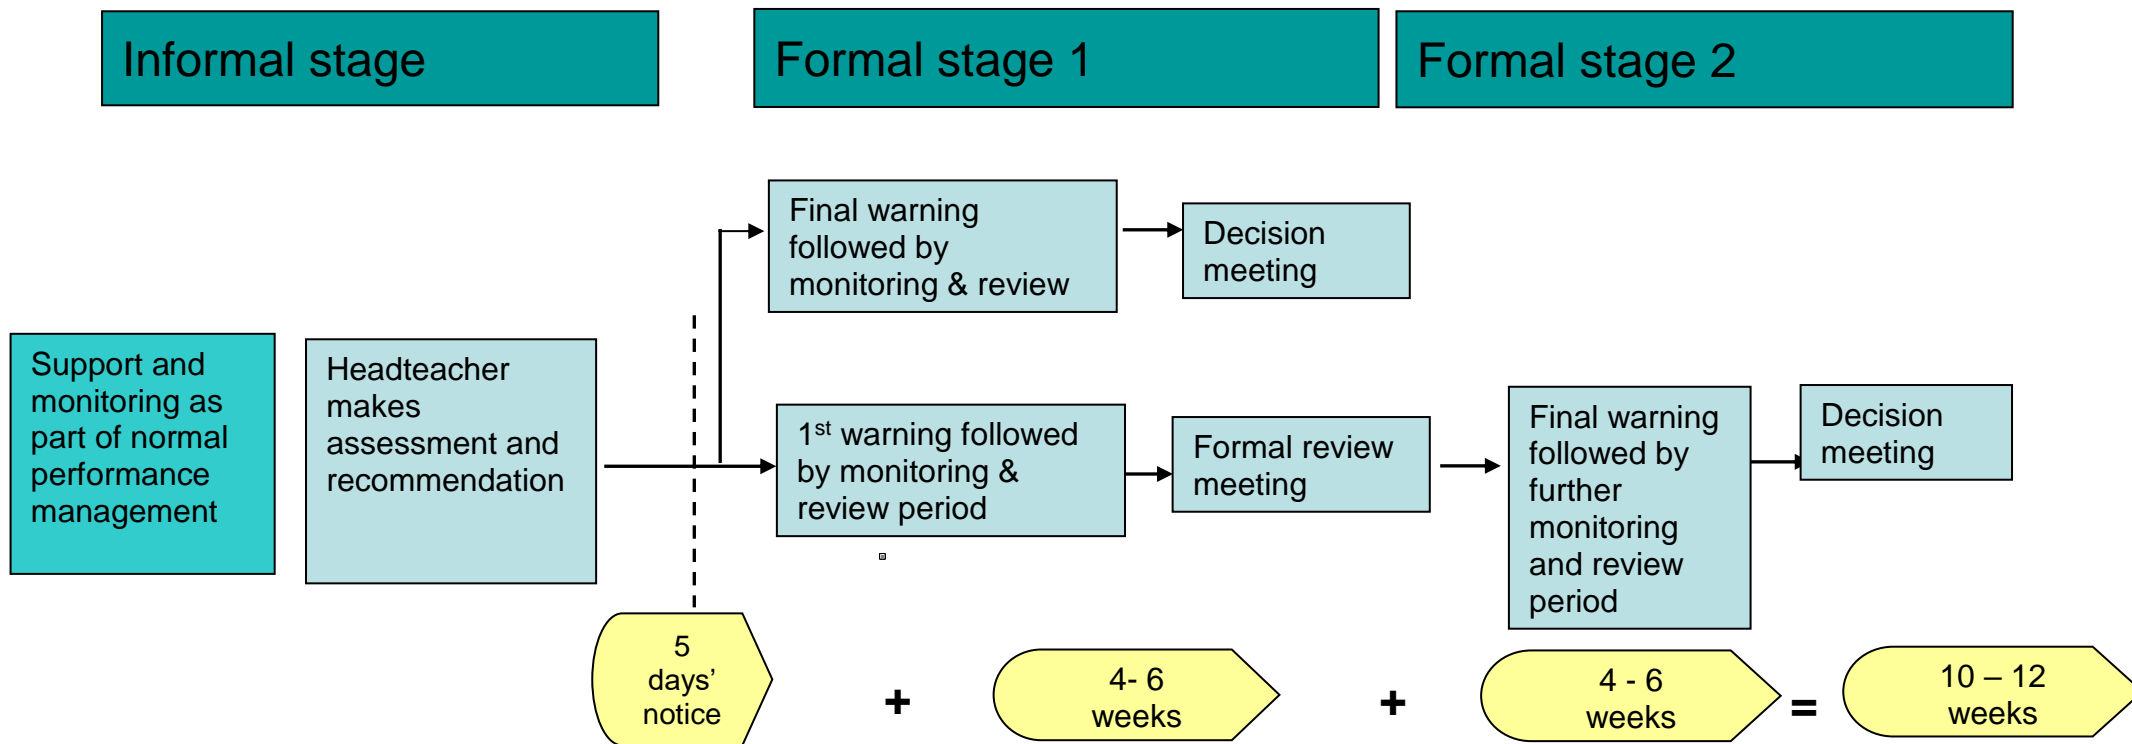 Informal stage
Formal stage 1
Formal stage 2
Final warning
followed by
monitoring & review
Decision
meeting
Support and
monitoring as
part of normal
performance
management
Headteacher
makes
assessment and
recommendation
1st warning followed
by monitoring &
review period
Formal review
meeting
Final warning
followed by
further
monitoring
and review
period
Decision
meeting
5
days’
notice
+
4- 6
weeks
+
4 - 6
weeks
=
10 – 12
weeks